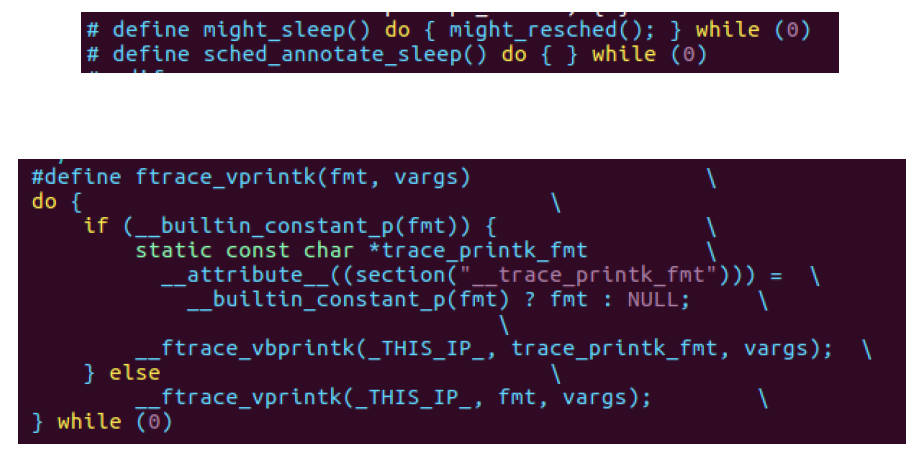 # define might_sleep() do { might_resched(); } while (0)
# define sched_annotate_sleep() do { } while (0)
#define ftrace_vprintk(fmt, vargs) \
do { \
if (__builtin_constant_p(fmt)) { \
static const char *trace_printk_fmt \
__attribute__((section("__trace_printk_fmt"))) = \
__builtin_constant_p(fmt) ? fmt : NULL; \
\
__ftrace_vbprintk(_THIS_IP_, trace_printk_fmt, vargs); \
} else \
__ftrace_vprintk(_THIS_IP_, fmt, vargs); \
} while (0)